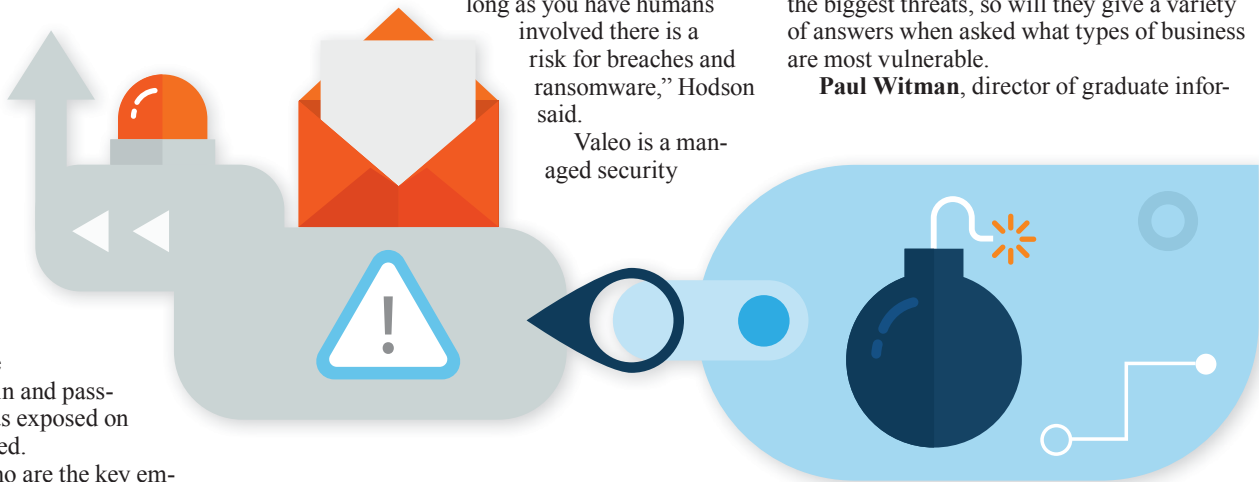 in and pass-
s exposed on
ed.
o are the key em-
long as you have humans
involved there is a
risk for breaches and
ransomware,” Hodson
said.
Valeo is a man-
aged security
!
the biggest threats, so will they give a variety
of answers when asked what types of business
are most vulnerable.
Paul Witman, director of graduate infor-